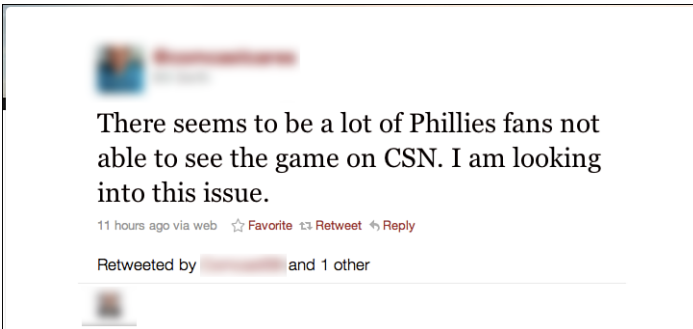 There seems to be a lot of Phillies fans not
able to see the game on CSN. I am looking
into this issue.
11 hours ago via web Favorite Retweet Reply
Retweeted by and 1 other